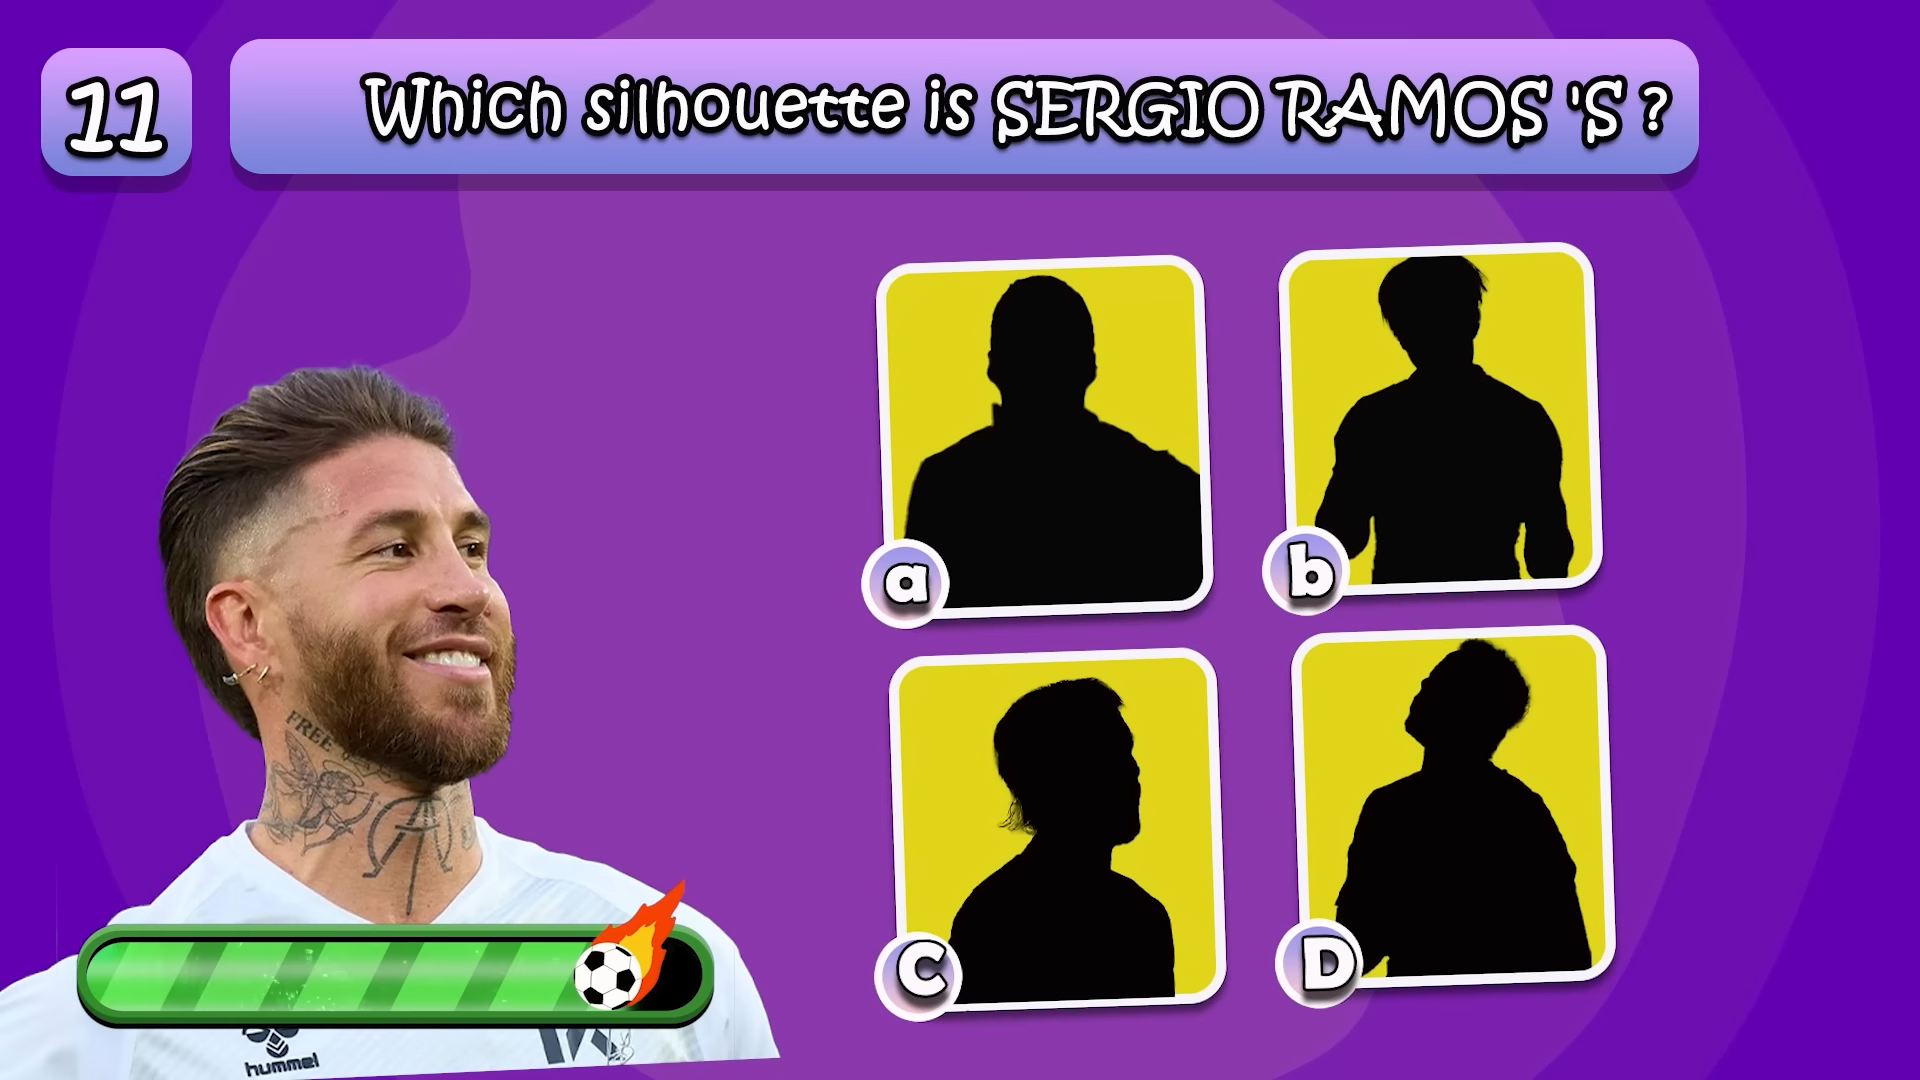 11
Which silhouette is SERGIO RAMOS 'S ?
a
b
C
D
FREE
hummel